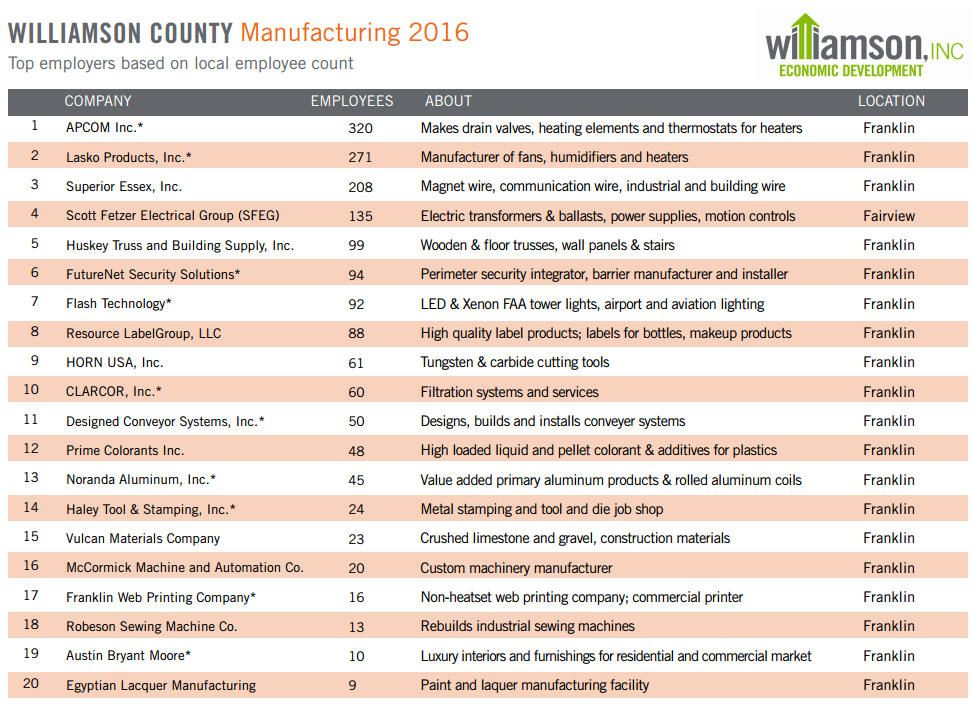 WILLIAMSON COUNTY Manufacturing 2016
Top employers based on local employee count
williamson, INC
ECONOMIC DEVELOPMENT
COMPANY EMPLOYEES ABOUT LOCATION
1 APCOM Inc.* 320 Makes drain valves, heating elements and thermostats for heaters Franklin
2 Lasko Products, Inc.* 271 Manufacturer of fans, humidifiers and heaters Franklin
3 Superior Essex, Inc. 208 Magnet wire, communication wire, industrial and building wire Franklin
4 Scott Fetzer Electrical Group (SFEG) 135 Electric transformers & ballasts, power supplies, motion controls Fairview
5 Huskey Truss and Building Supply, Inc. 99 Wooden & floor trusses, wall panels & stairs Franklin
6 FutureNet Security Solutions* 94 Perimeter security integrator, barrier manufacturer and installer Franklin
7 Flash Technology* 92 LED & Xenon FAA tower lights, airport and aviation lighting Franklin
8 Resource LabelGroup, LLC 88 High quality label products; labels for bottles, makeup products Franklin
9 HORN USA, Inc. 61 Tungsten & carbide cutting tools Franklin
10 CLARCOR, Inc.* 60 Filtration systems and services Franklin
11 Designed Conveyor Systems, Inc.* 50 Designs, builds and installs conveyer systems Franklin
12 Prime Colorants Inc. 48 High loaded liquid and pellet colorant & additives for plastics Franklin
13 Noranda Aluminum, Inc.* 45 Value added primary aluminum products & rolled aluminum coils Franklin
14 Haley Tool & Stamping, Inc.* 24 Metal stamping and tool and die job shop Franklin
15 Vulcan Materials Company 23 Crushed limestone and gravel, construction materials Franklin
16 McCormick Machine and Automation Co. 20 Custom machinery manufacturer Franklin
17 Franklin Web Printing Company* 16 Non-heatset web printing company; commercial printer Franklin
18 Robeson Sewing Machine Co. 13 Rebuilds industrial sewing machines Franklin
19 Austin Bryant Moore* 10 Luxury interiors and furnishings for residential and commercial market Franklin
20 Egyptian Lacquer Manufacturing 9 Paint and laquer manufacturing facility Franklin